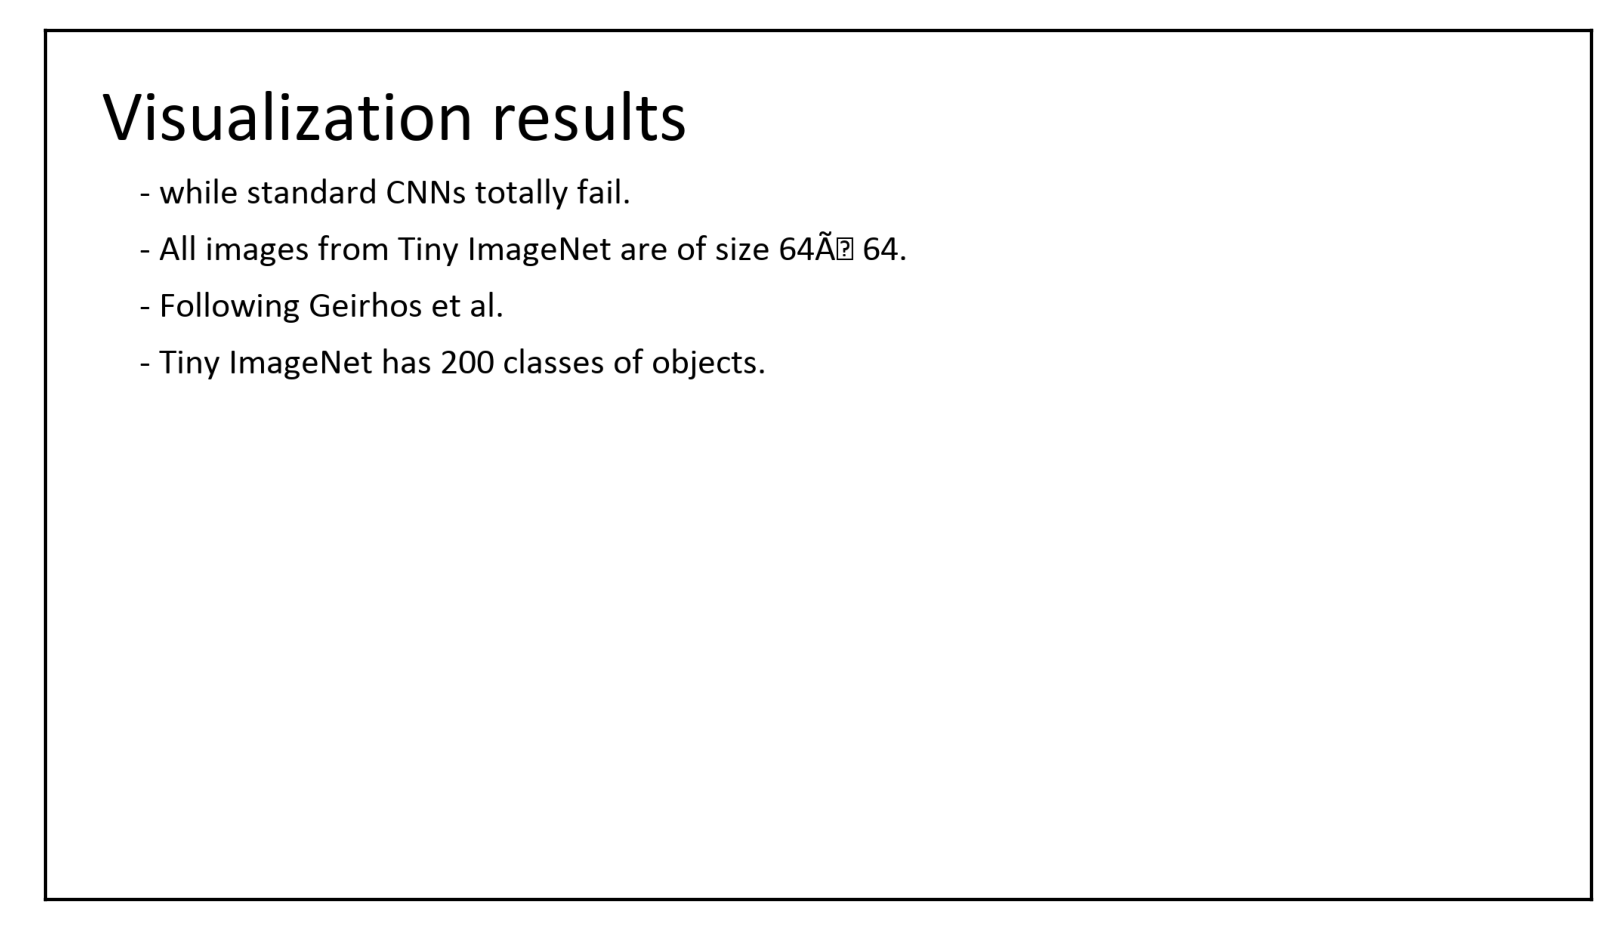 Visualization results
- while standard CNNs totally fail.
- All images from Tiny ImageNet are of size 64Ã� 64.
- Following Geirhos et al.
- Tiny ImageNet has 200 classes of objects.